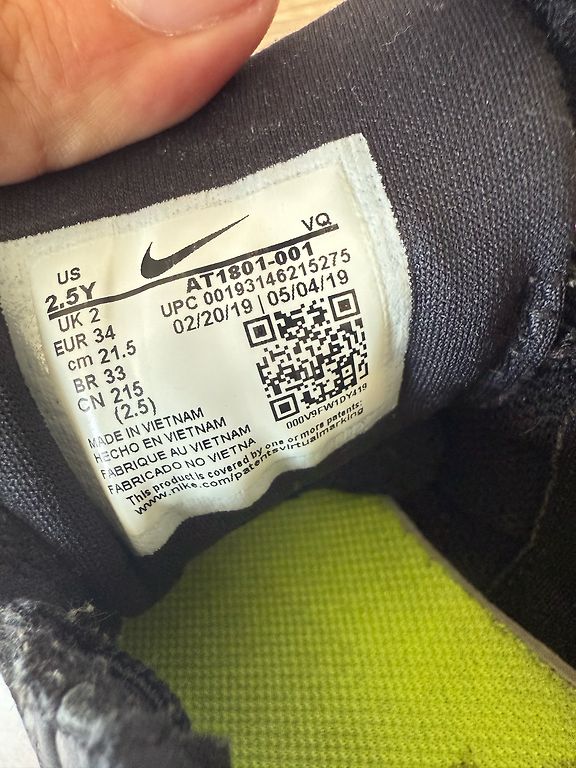 US
2.5Y
VQ
AT1801-001
UPC 00193146215275
02/20/19 | 05/04/19
UK 2
EUR 34
cm 21.5
BR 33
CN 215
(2.5)
000V9FW1DY419
MADE IN VIETNAM
HECHO EN VIETNAM
FABRIQUE AU VIETNAM
FABRICADO NO VIETNA
This product is covered by one or more patents:
www.nike.com/patentsvirtualmarking